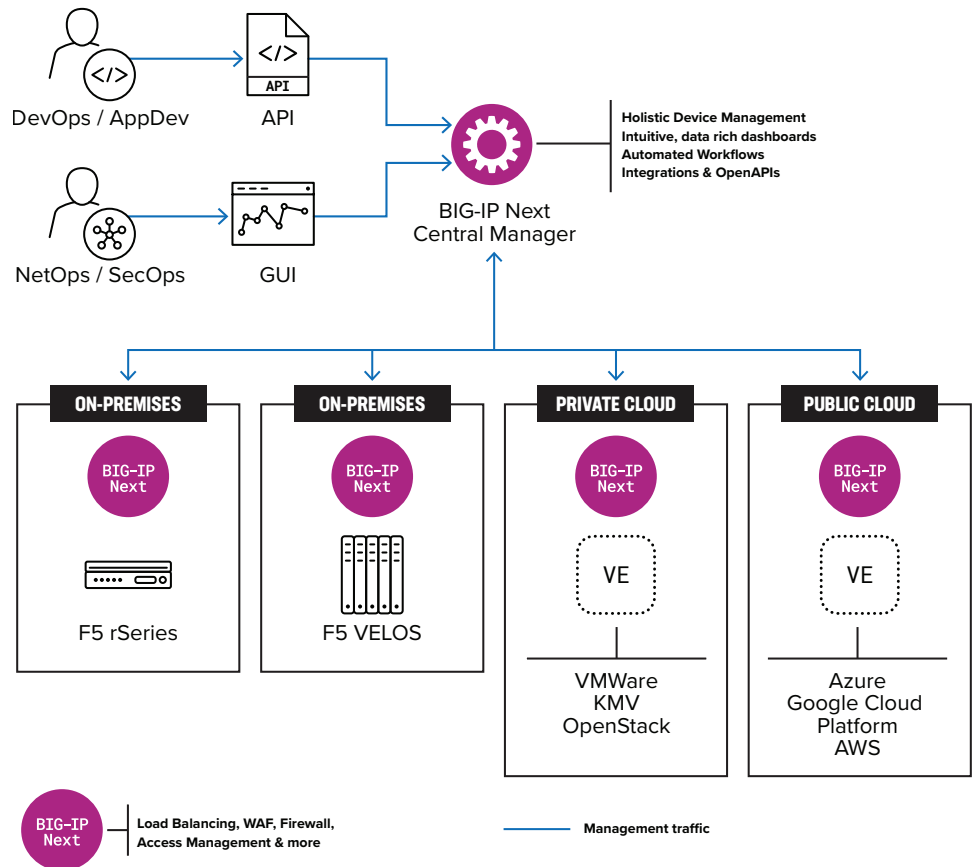 </>
</>
API
DevOps / AppDev
API
Holistic Device Management
Intuitive, data rich dashboards
Automated Workflows
Integrations & OpenAPIs
BIG-IP Next
Central Manager
NetOps / SecOps
GUI
ON-PREMISES
BIG-IP
Next
F5 rSeries
ON-PREMISES
BIG-IP
Next
F5 VELOS
PRIVATE CLOUD
BIG-IP
Next
VE
VMWare
KMV
OpenStack
PUBLIC CLOUD
BIG-IP
Next
VE
Azure
Google Cloud
Platform
AWS
BIG-IP
Next
Load Balancing, WAF, Firewall,
Access Management & more
Management traffic